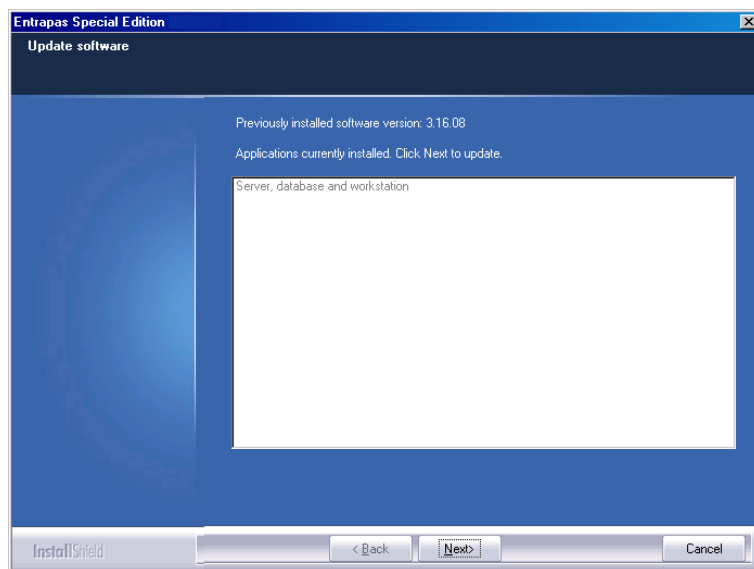 Entrapas Special Edition
Update software
Previously installed software version: 3.16.08
Applications currently installed. Click Next to update.
Server, database and workstation
InstallShield
< Back
Next>
Cancel